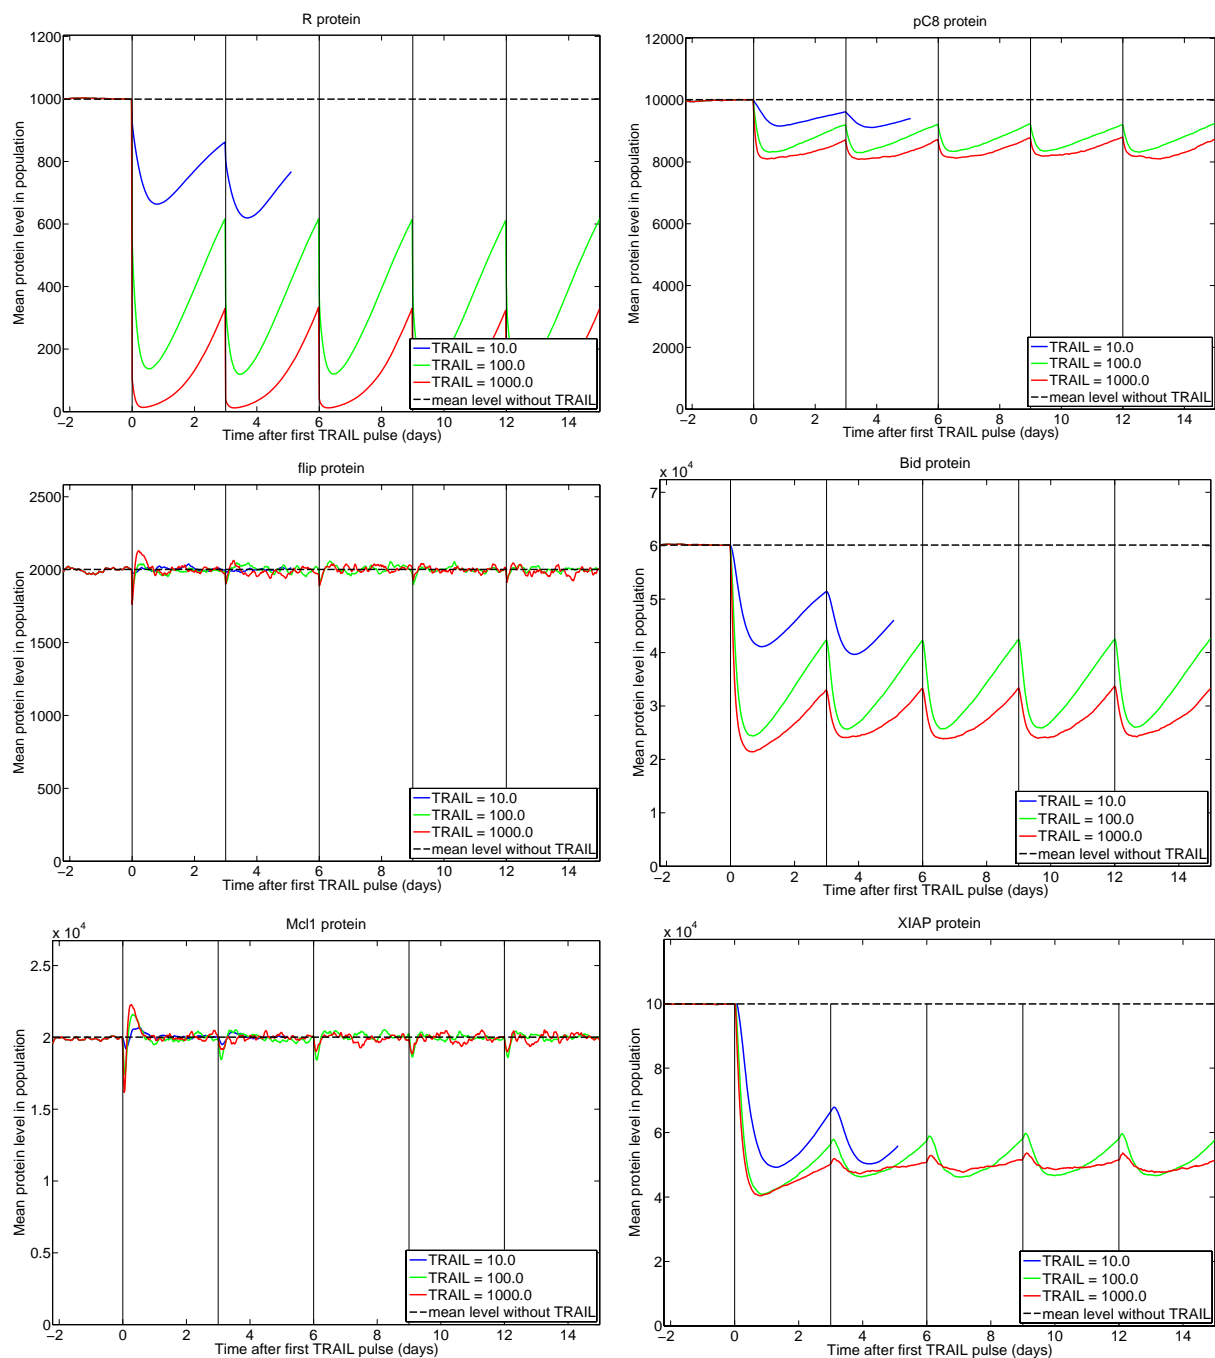 R protein
1200
1000
800
600
400
200
0
Mean protein level in population
−2 0 2 4 6 8 10 12 14
Time after first TRAIL pulse (days)
TRAIL = 10.0
TRAIL = 100.0
TRAIL = 1000.0
mean level without TRAIL
pC8 protein
12000
10000
8000
6000
4000
2000
0
Mean protein level in population
−2 0 2 4 6 8 10 12 14
Time after first TRAIL pulse (days)
TRAIL = 10.0
TRAIL = 100.0
TRAIL = 1000.0
mean level without TRAIL
flip protein
2500
2000
1500
1000
500
0
Mean protein level in population
−2 0 2 4 6 8 10 12 14
Time after first TRAIL pulse (days)
TRAIL = 10.0
TRAIL = 100.0
TRAIL = 1000.0
mean level without TRAIL
Bid protein
x 10^4
7
6
5
4
3
2
1
0
Mean protein level in population
−2 0 2 4 6 8 10 12 14
Time after first TRAIL pulse (days)
TRAIL = 10.0
TRAIL = 100.0
TRAIL = 1000.0
mean level without TRAIL
Mcl1 protein
x 10^4
2.5
2
1.5
1
0.5
0
Mean protein level in population
−2 0 2 4 6 8 10 12 14
Time after first TRAIL pulse (days)
TRAIL = 10.0
TRAIL = 100.0
TRAIL = 1000.0
mean level without TRAIL
XIAP protein
x 10^4
10
8
6
4
2
0
Mean protein level in population
−2 0 2 4 6 8 10 12 14
Time after first TRAIL pulse (days)
TRAIL = 10.0
TRAIL = 100.0
TRAIL = 1000.0
mean level without TRAIL